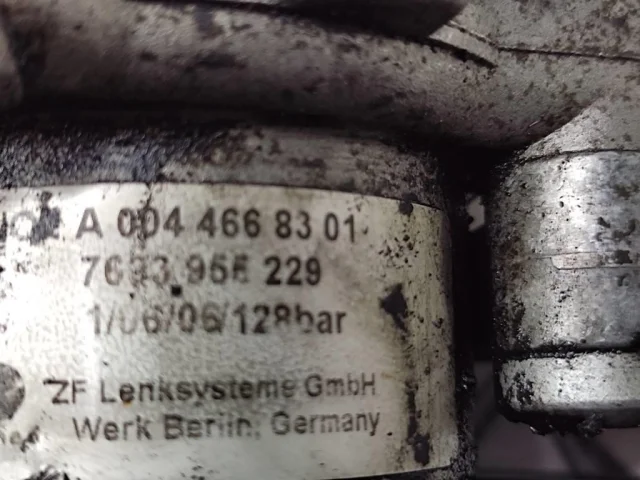 A 004 466 83 01
7693 955 229
1/06/06/128bar
ZF Lenksysteme GmbH
Werk Berlin, Germany